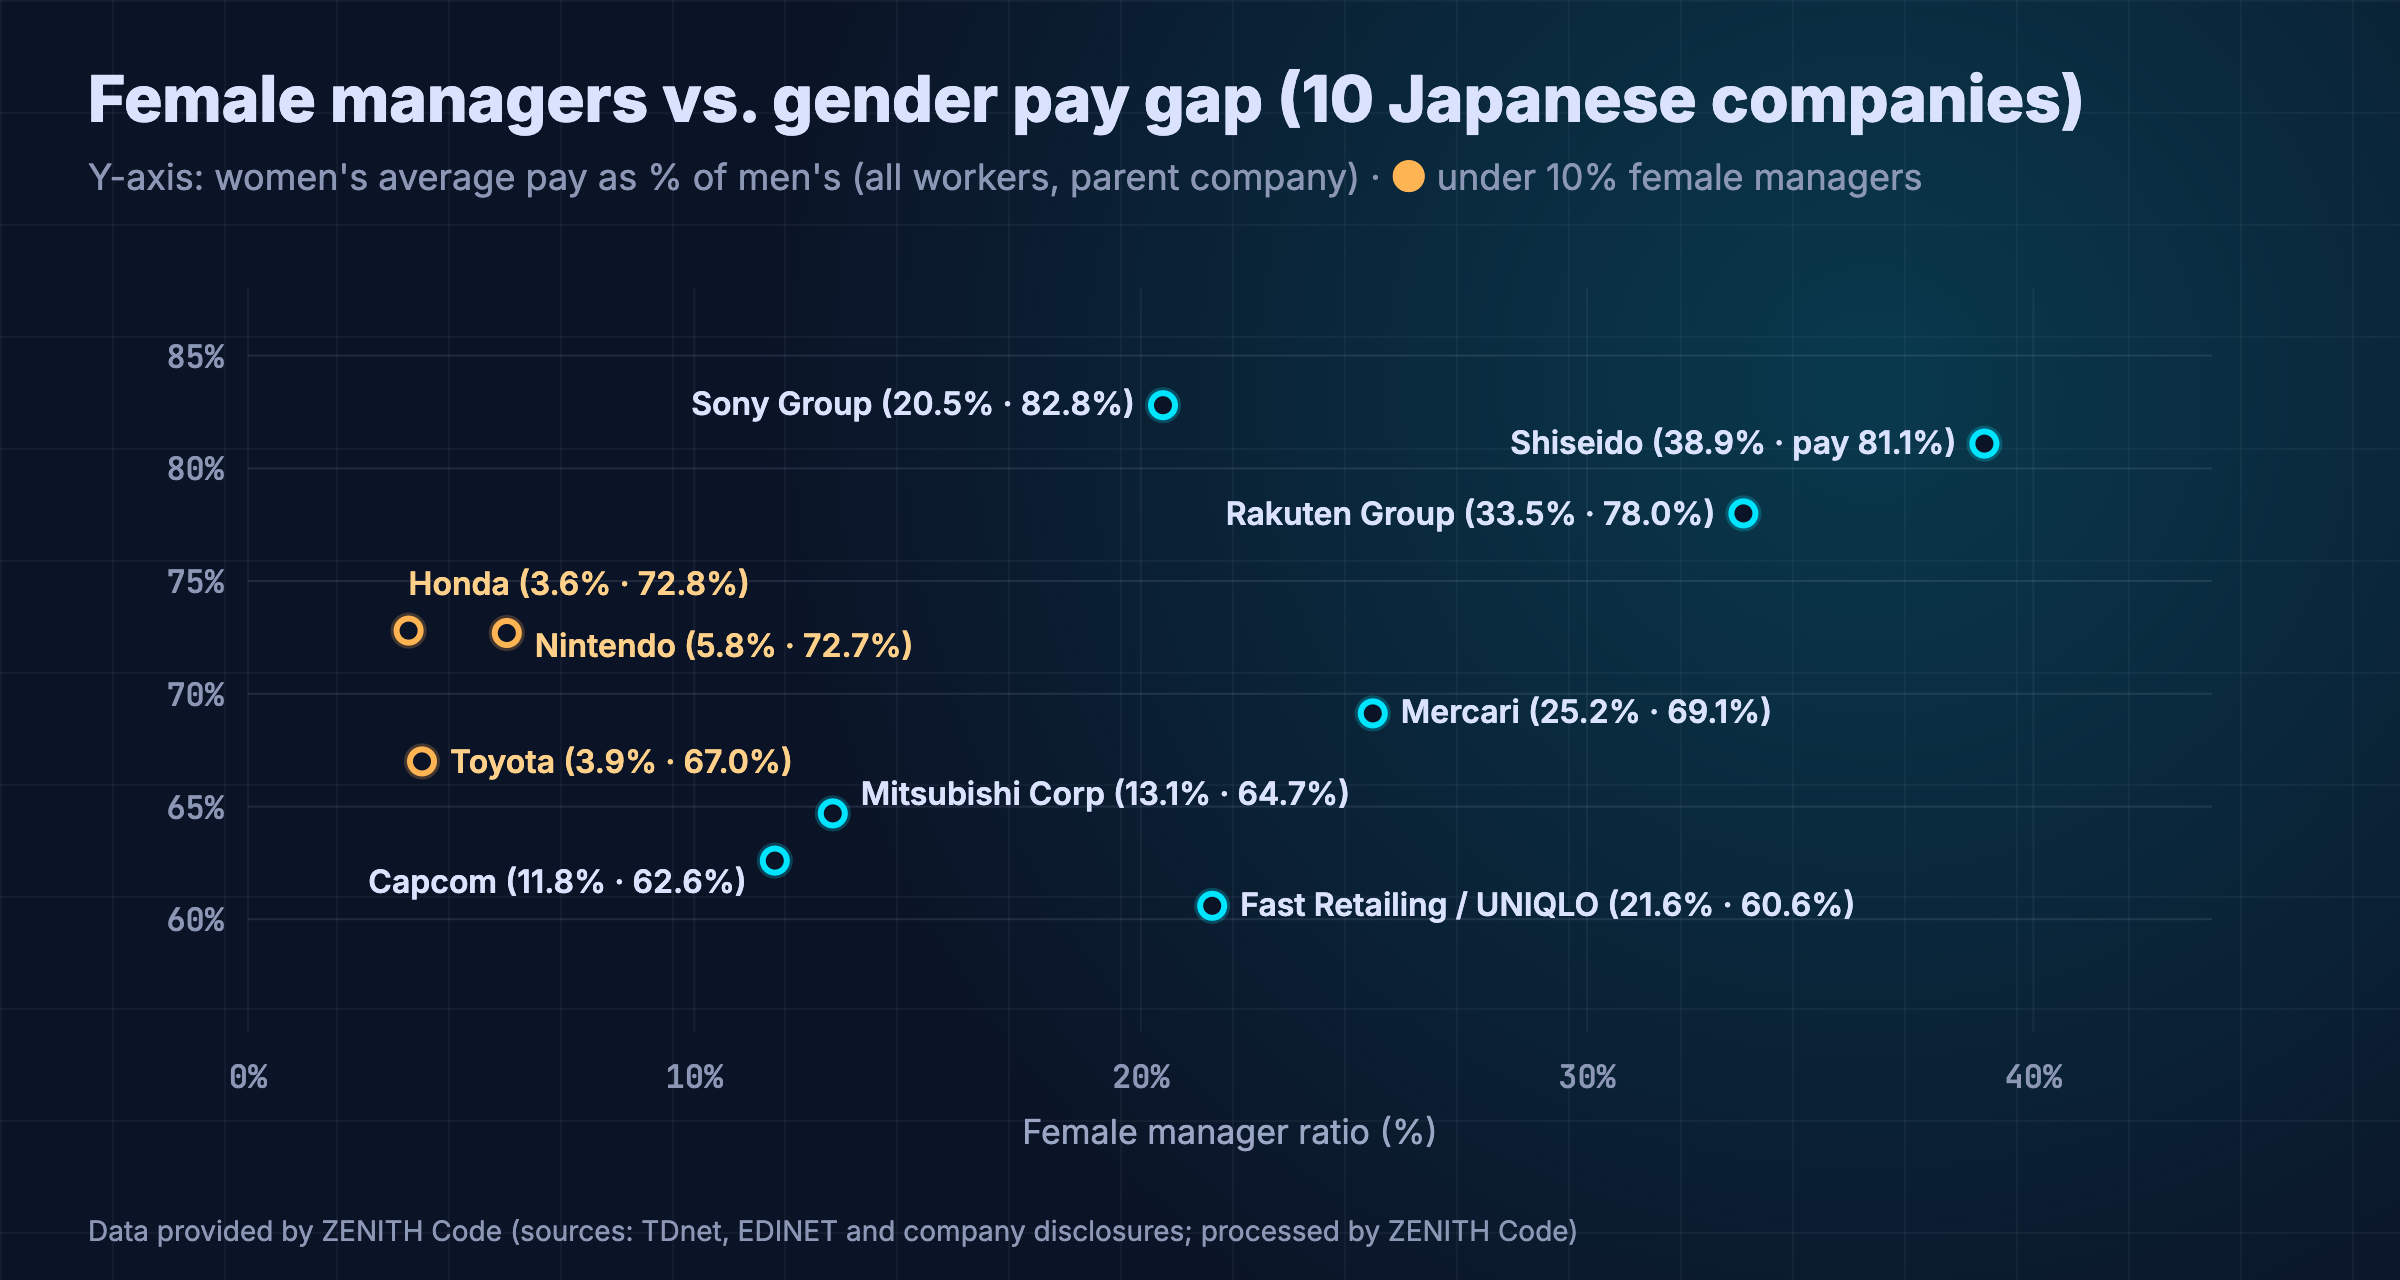 Female managers vs. gender pay gap (10 Japanese companies)
Y-axis: women's average pay as % of men's (all workers, parent company) · under 10% female managers
85%
Sony Group (20.5% · 82.8%)
Shiseido (38.9% · pay 81.1%)
80%
Rakuten Group (33.5% · 78.0%)
75%
Honda (3.6% · 72.8%)
Nintendo (5.8% · 72.7%)
70%
Mercari (25.2% · 69.1%)
Toyota (3.9% · 67.0%)
Mitsubishi Corp (13.1% · 64.7%)
65%
Capcom (11.8% · 62.6%)
Fast Retailing / UNIQLO (21.6% · 60.6%)
60%
0% 10% 20% 30% 40%
Female manager ratio (%)
Data provided by ZENITH Code (sources: TDnet, EDINET and company disclosures; processed by ZENITH Code)